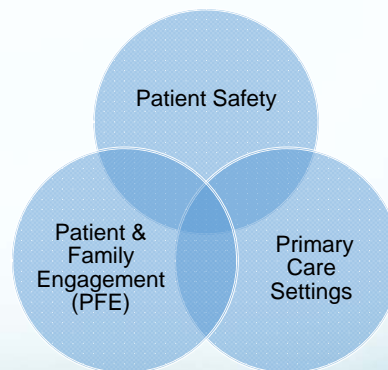 Patient Safety
Patient &
Family
Engagement
(PFE)
Primary
Care
Settings